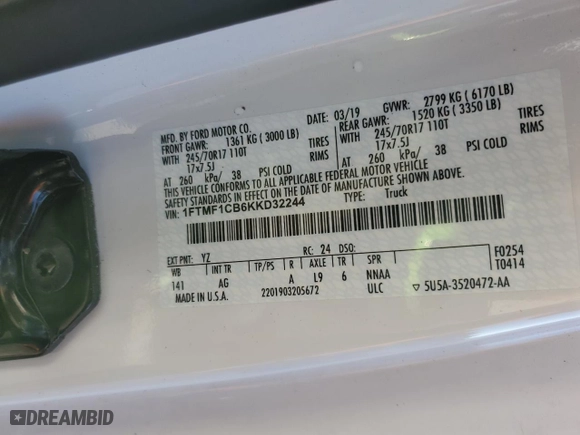 MFD. BY FORD MOTOR CO.
DATE: 03/19 GVWR: 2799 KG ( 6170 LB)
FRONT GAWR: 1361 KG ( 3000 LB) REAR GAWR: 1520 KG ( 3350 LB)
WITH 245/70R17 110T TIRES WITH 245/70R17 110T TIRES
17x7.5J RIMS 17x7.5J RIMS
AT 260 kPa/ 38 PSI COLD AT 260 kPa/ 38 PSI COLD
THIS VEHICLE CONFORMS TO ALL APPLICABLE FEDERAL MOTOR VEHICLE
SAFETY AND THEFT PREVENTION STANDARDS IN EFFECT ON THE DATE OF MANUFACTURE SHOWN ABOVE.
VIN: 1FTMF1CB6KKD32244 TYPE: Truck
EXT PNT: YZ RC: 24 DSO: F0254
WB INT TR TP/PS R AXLE TR SPR T0414
141 AG A L9 6 NNAA
MADE IN U.S.A. 2201903205672 ULC ▽ 5U5A-3520472-AA
DREAMBID